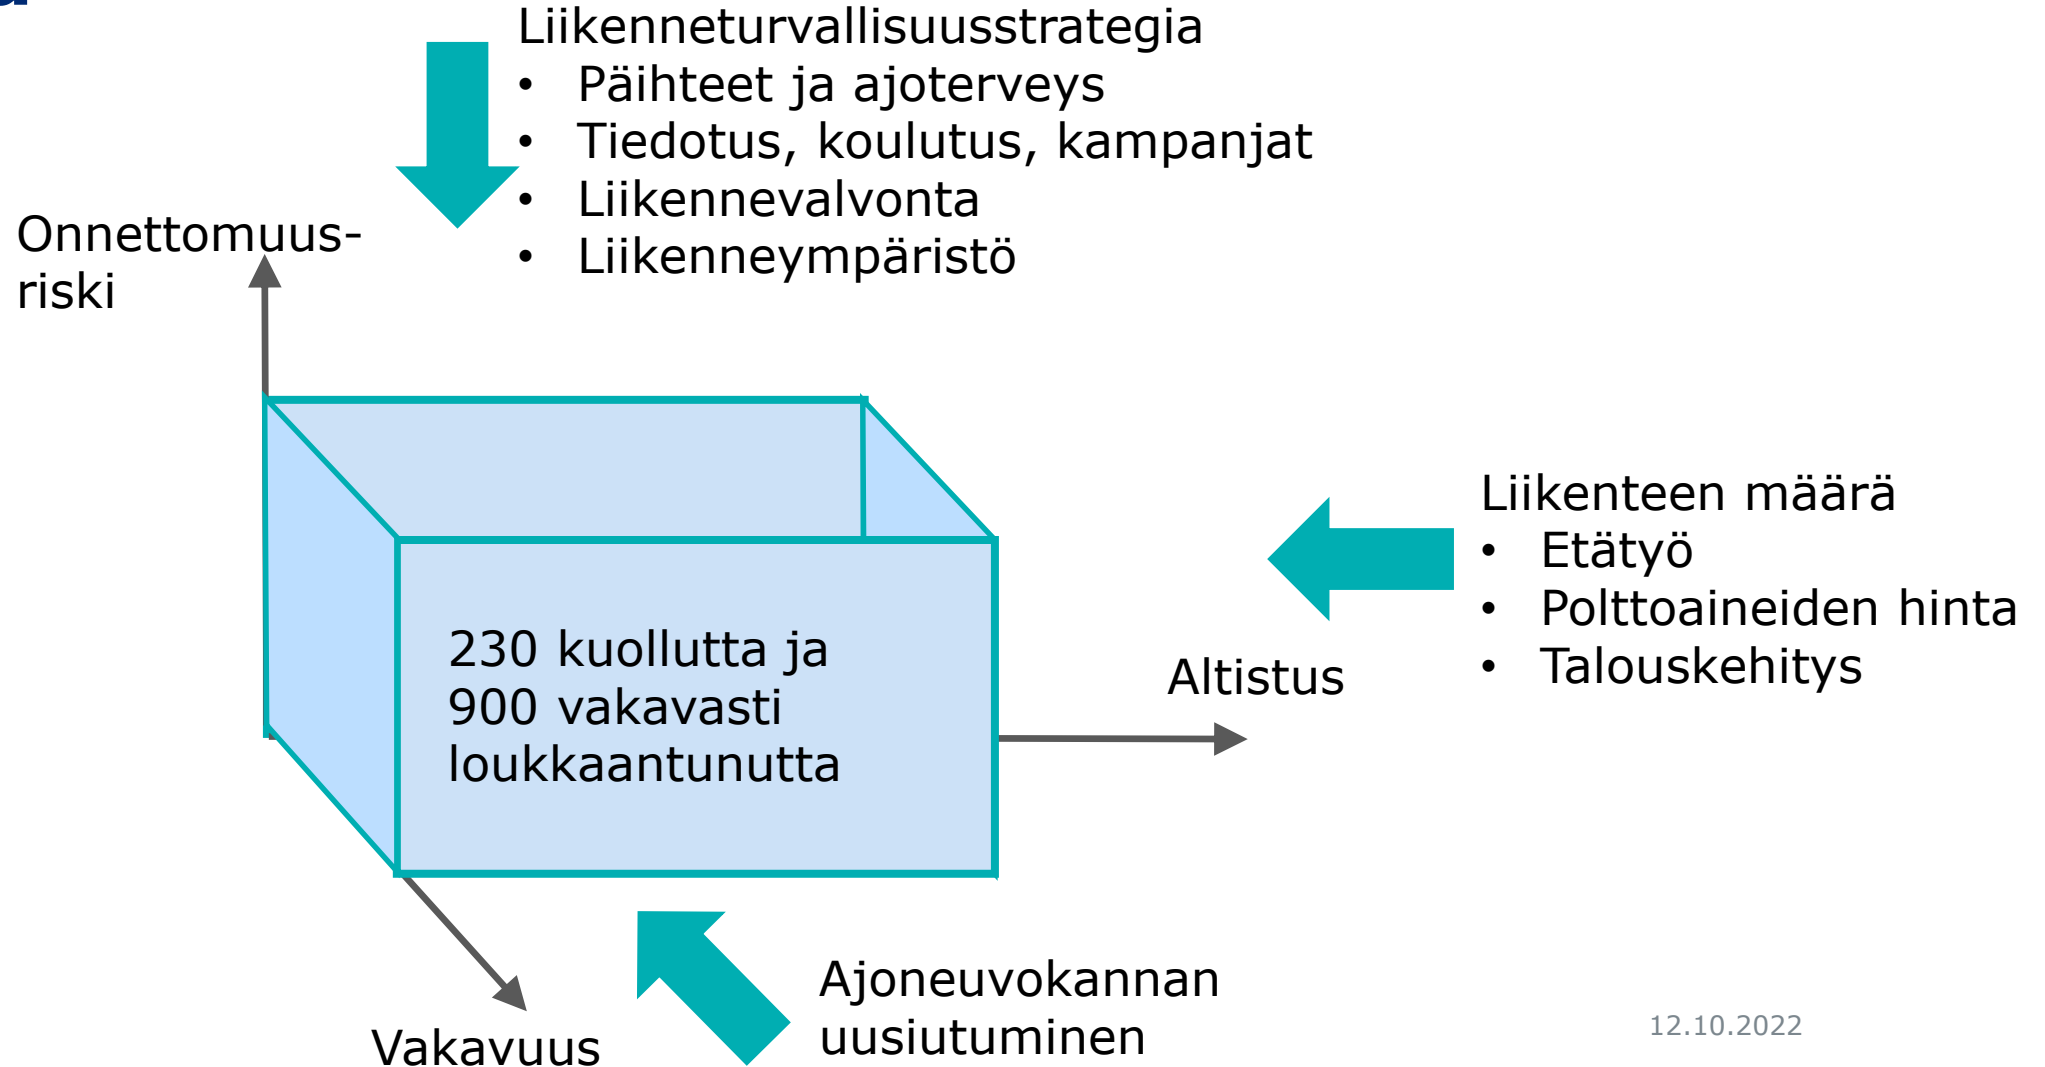 Liikenneturvallisuusstrategia
• Päihteet ja ajoterveys
• Tiedotus, koulutus, kampanjat
• Liikennevalvonta
• Liikenneympäristö
Onnettomuus-
riski
Liikenteen määrä
• Etätyö
• Polttoaineiden hinta
• Talouskehitys
230 kuollutta ja
900 vakavasti
loukkaantunutta
Altistus
Ajoneuvokannan
uusiutuminen
Vakavuus
12.10.2022